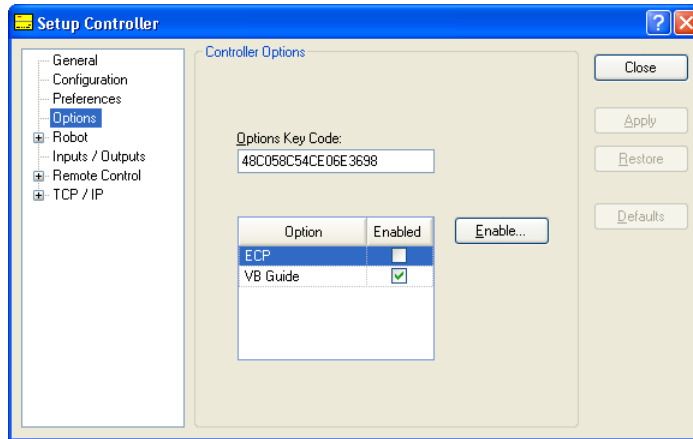 Setup Controller
General
Configuration
Preferences
Options
Robot
Inputs / Outputs
Remote Control
TCP / IP
Controller Options
Options Key Code:
48C058C54CE06E3698
Option Enabled
ECP
VB Guide
Enable...
Close
Apply
Restore
Defaults